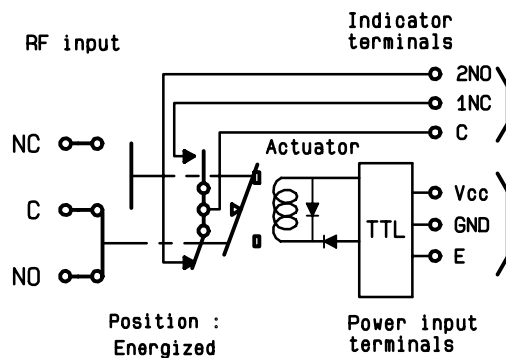 RF input
Indicator
terminals
2NO
1NC
C
Actuator
NC
C
NO
TTL
Vcc
GND
E
Position :
Energized
Power input
terminals